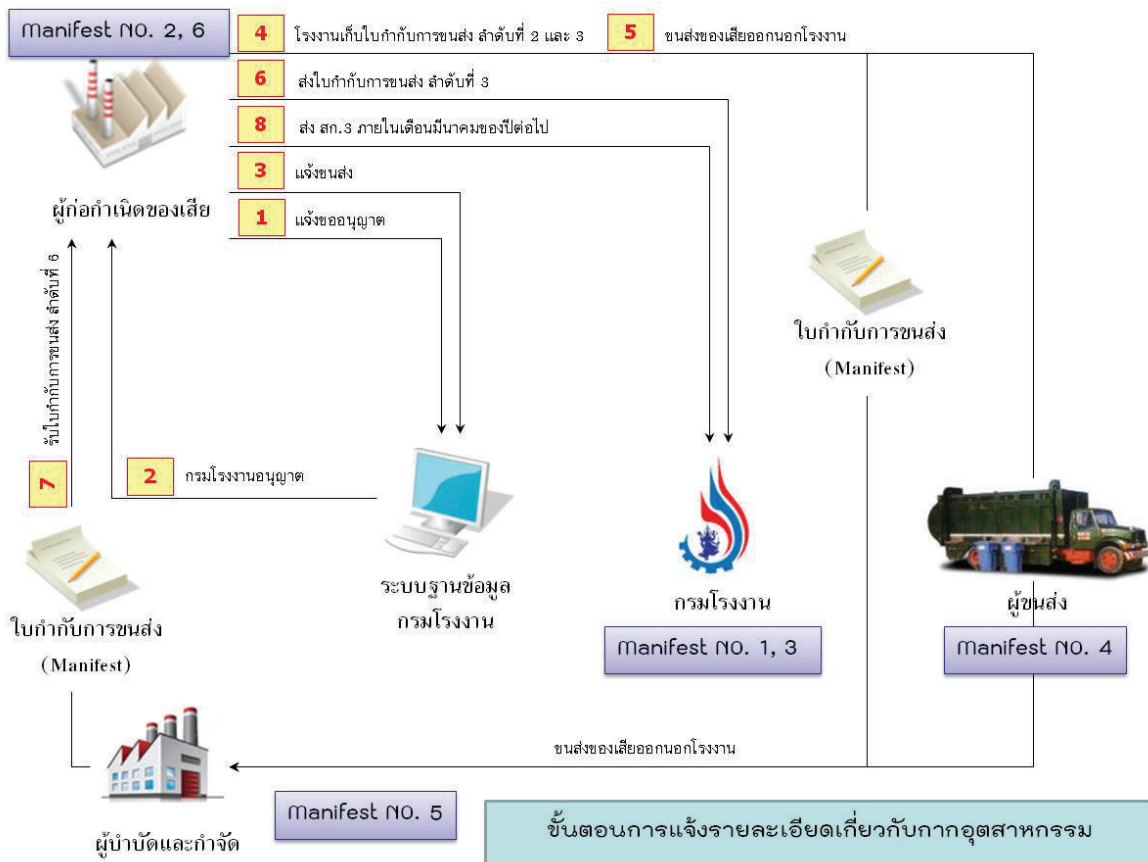 Manifest NO. 2, 6
4 โรงงานเก็บใบกำกับการขนส่ง ลำดับที่ 2 และ 3
5 ขนส่งของเสียออกนอกโรงงาน
6 ส่งใบกำกับการขนส่ง ลำดับที่ 3
8 ส่ง สก.3 ภายในเดือนมีนาคมของปีต่อไป
3 แจ้งขนส่ง
1 แจ้งขออนุญาต
ผู้ก่อกำเนิดของเสีย
7 รับใบกำกับการขนส่ง ลำดับที่ 6
2 กรมโรงงานอนุญาต
ใบกำกับการขนส่ง
(Manifest)
ระบบฐานข้อมูล
กรมโรงงาน
กรมโรงงาน
Manifest NO. 1, 3
ผู้ขนส่ง
Manifest NO. 4
ใบกำกับการขนส่ง
(Manifest)
ขนส่งของเสียออกนอกโรงงาน
Manifest NO. 5
ผู้บำบัดและกำจัด
ขั้นตอนการแจ้งรายละเอียดเกี่ยวกับกากอุตสาหกรรม